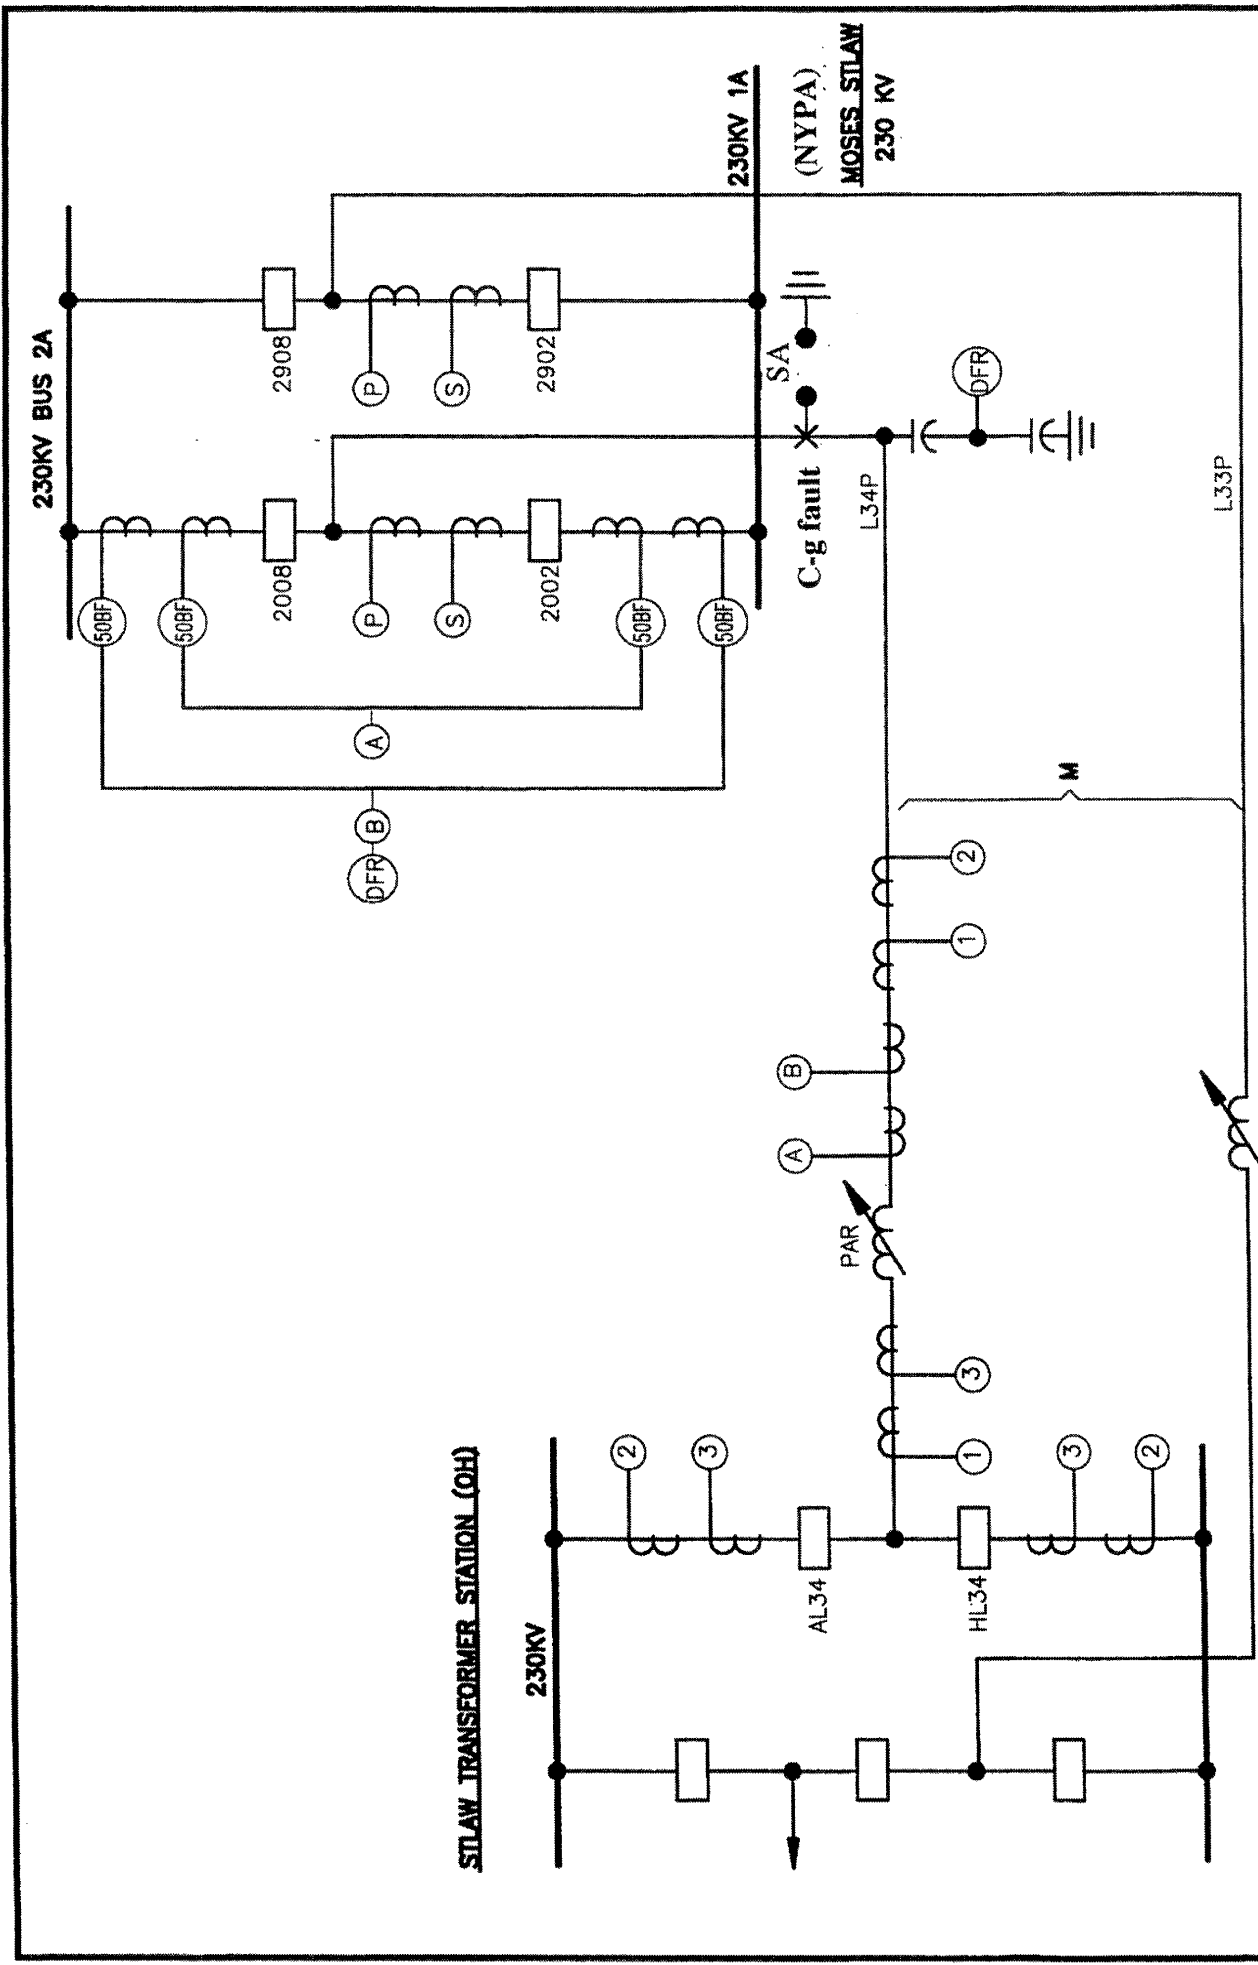 STLAW TRANSFORMER STATION (OH)
230KV
2
3
AL34
HL34
3
2
1
3
PAR
A
B
1
2
M
230KV BUS 2A
50BF
50BF
2008
P
S
2002
50BF
50BF
A
B
DFR
2908
P
S
2902
230KV 1A
(NYPA)
MOSES STLAW
230 KV
SA
C-g fault
L34P
DFR
L33P